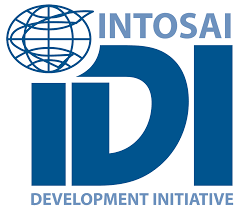 INTOSAI
IDI
DEVELOPMENT INITIATIVE